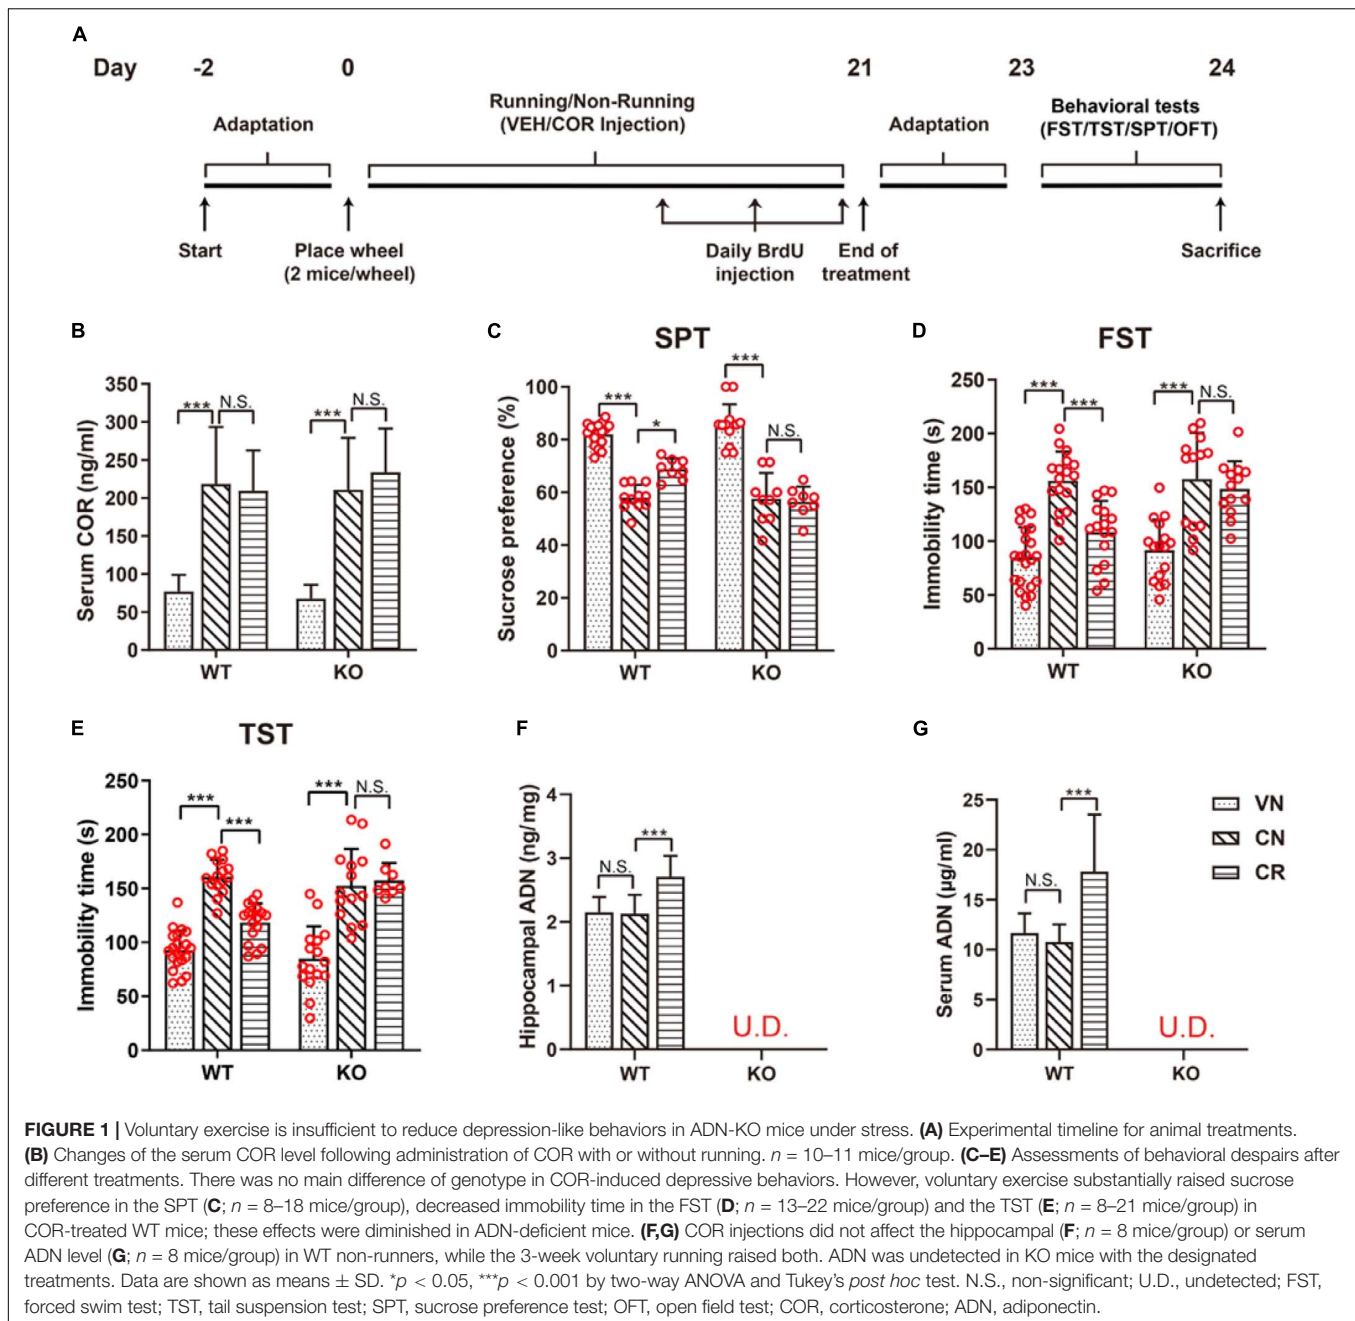 A
Day -2 0 21 23 24
Adaptation
Running/Non-Running
(VEH/COR Injection)
Adaptation
Behavioral tests
(FST/TST/SPT/OFT)
Start
Place wheel
(2 mice/wheel)
Daily BrdU
injection
End of
treatment
Sacrifice
B
Serum COR (ng/ml)
350
300
250
200
150
100
50
0
*** N.S.
*** N.S.
WT KO
C
SPT
Sucrose preference (%)
100
80
60
40
20
0
*** *
*** N.S.
WT KO
D
FST
Immobility time (s)
250
200
150
100
50
0
*** ***
*** N.S.
WT KO
E
TST
Immobility time (s)
250
200
150
100
50
0
*** ***
*** N.S.
WT KO
F
Hippocampal ADN (ng/mg)
4
3
2
1
0
N.S. ***
U.D.
WT KO
G
Serum ADN (µg/ml)
25
20
15
10
5
0
N.S. ***
U.D.
WT KO
VN
CN
CR
FIGURE 1 | Voluntary exercise is insufficient to reduce depression-like behaviors in ADN-KO mice under stress. (A) Experimental timeline for animal treatments.
(B) Changes of the serum COR level following administration of COR with or without running. n = 10–11 mice/group. (C–E) Assessments of behavioral despairs after
different treatments. There was no main difference of genotype in COR-induced depressive behaviors. However, voluntary exercise substantially raised sucrose
preference in the SPT (C; n = 8–18 mice/group), decreased immobility time in the FST (D; n = 13–22 mice/group) and the TST (E; n = 8–21 mice/group) in
COR-treated WT mice; these effects were diminished in ADN-deficient mice. (F,G) COR injections did not affect the hippocampal (F; n = 8 mice/group) or serum
ADN level (G; n = 8 mice/group) in WT non-runners, while the 3-week voluntary running raised both. ADN was undetected in KO mice with the designated
treatments. Data are shown as means ± SD. *p < 0.05, ***p < 0.001 by two-way ANOVA and Tukey's post hoc test. N.S., non-significant; U.D., undetected; FST,
forced swim test; TST, tail suspension test; SPT, sucrose preference test; OFT, open field test; COR, corticosterone; ADN, adiponectin.